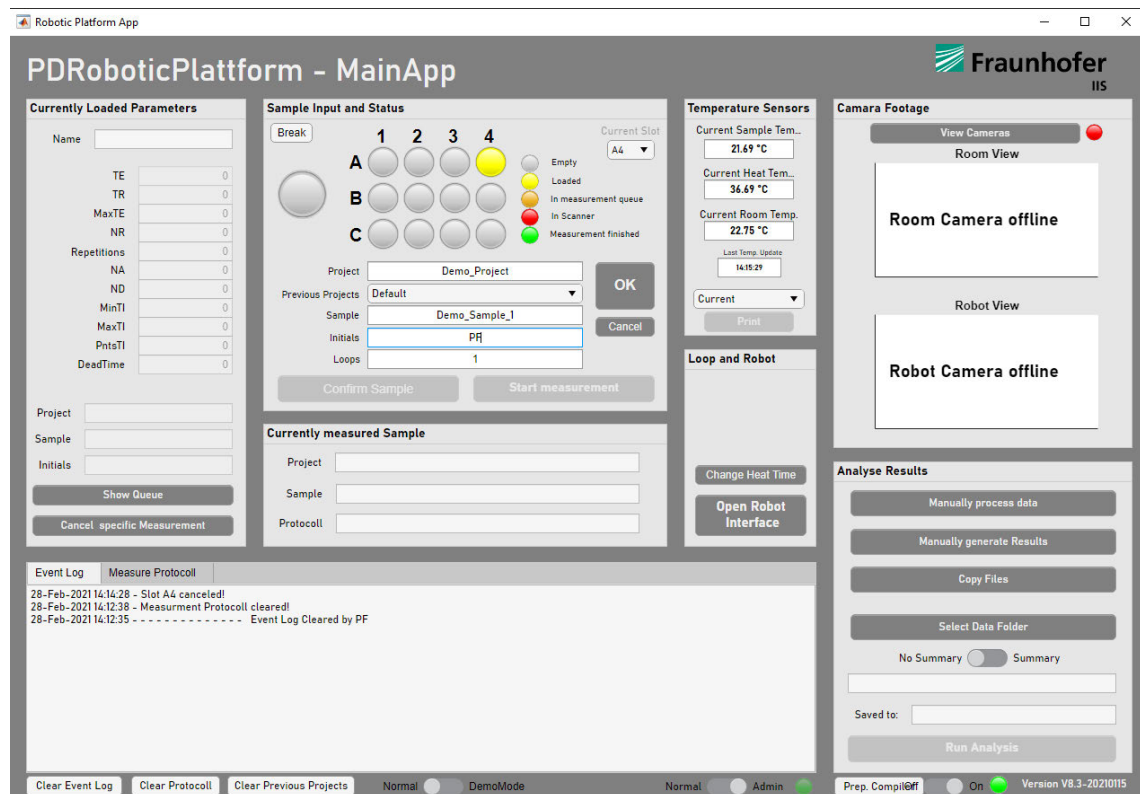 Robotic Platform App
PDRoboticPlattform - MainApp
Fraunhofer
IIS
Currently Loaded Parameters
Name
TE 0
TR 0
MaxTE 0
NR 0
Repetitions 0
NA 0
ND 0
MinTI 0
MaxTI 0
PntsTI 0
DeadTime 0
Project
Sample
Initials
Show Queue
Cancel specific Measurement
Sample Input and Status
Break
1 2 3 4
Current Slot
A4
A
B
C
Empty
Loaded
In measurement queue
In Scanner
Measurement finished
Project Demo_Project
Previous Projects Default
Sample Demo_Sample_1
Initials PF
Loops 1
OK
Cancel
Confirm Sample
Start measurement
Currently measured Sample
Project
Sample
Protocoll
Temperature Sensors
Current Sample Tem...
21.69 °C
Current Heat Tem...
36.69 °C
Current Room Temp.
22.75 °C
Last Temp. Update
14:15:29
Current
Print
Loop and Robot
Change Heat Time
Open Robot
Interface
Camara Footage
View Cameras
Room View
Room Camera offline
Robot View
Robot Camera offline
Analyse Results
Manually process data
Manually generate Results
Copy Files
Select Data Folder
No Summary Summary
Saved to:
Run Analysis
Event Log Measure Protocoll
28-Feb-2021 14:14:28 - Slot A4 canceled!
28-Feb-2021 14:12:38 - Measurment Protocoll cleared!
28-Feb-2021 14:12:35 - - - - - - - - - - - - - - Event Log Cleared by PF
Clear Event Log Clear Protocoll Clear Previous Projects Normal DemoMode Normal Admin Prep. Compile Off On Version V8.3-20210115